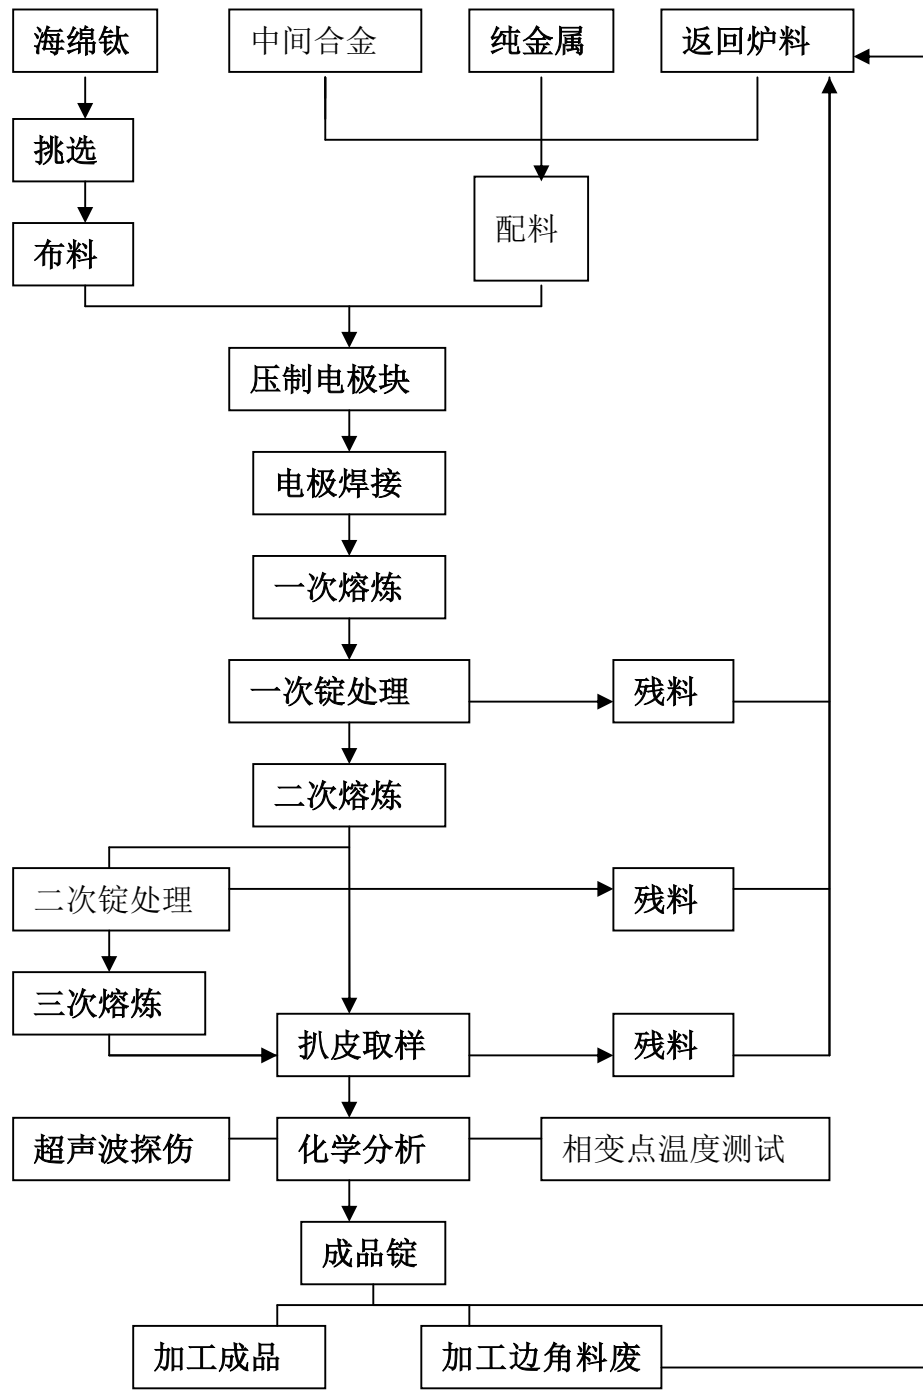 海绵钛
中间合金
纯金属
返回炉料
挑选
布料
配料
压制电极块
电极焊接
一次熔炼
一次锭处理
残料
二次熔炼
二次锭处理
残料
三次熔炼
扒皮取样
残料
超声波探伤
化学分析
相变点温度测试
成品锭
加工成品
加工边角料废